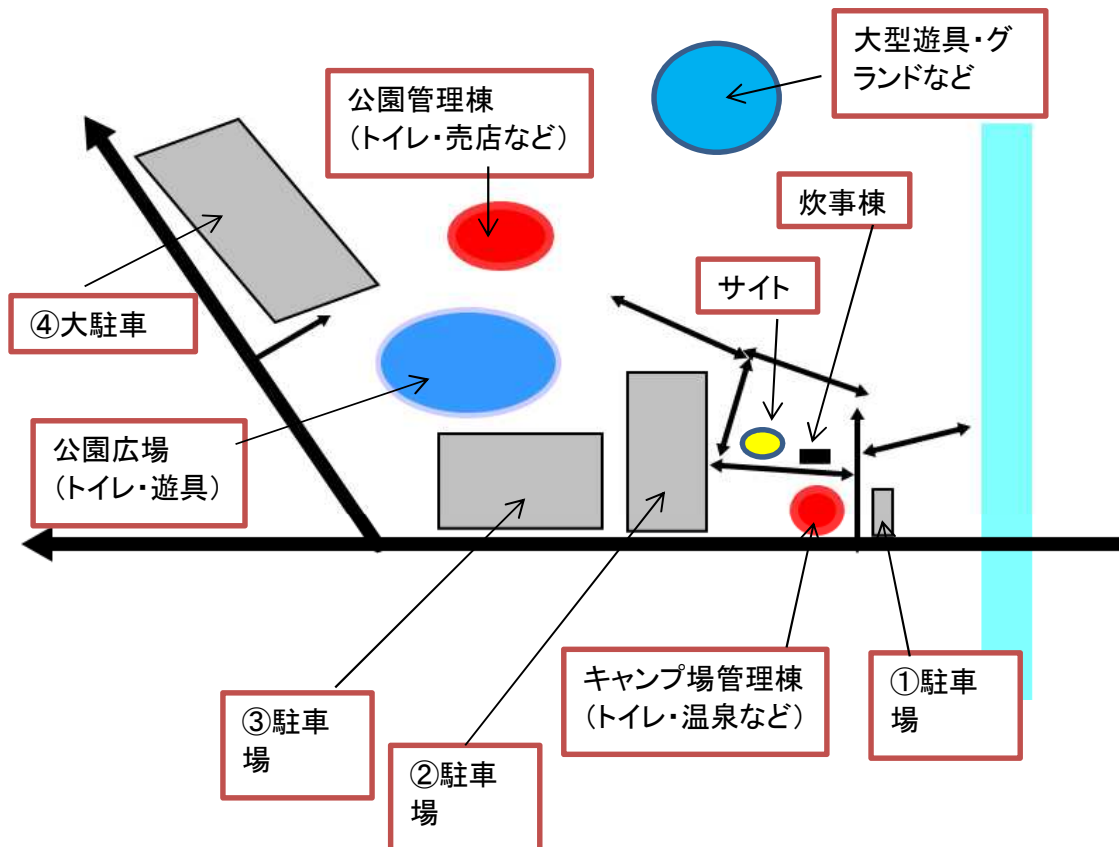 大型遊具・グ
ランドなど
公園管理棟
(トイレ・売店など)
炊事棟
サイト
④大駐車
公園広場
(トイレ・遊具)
キャンプ場管理棟
(トイレ・温泉など)
①駐車
場
③駐車
場
②駐車
場